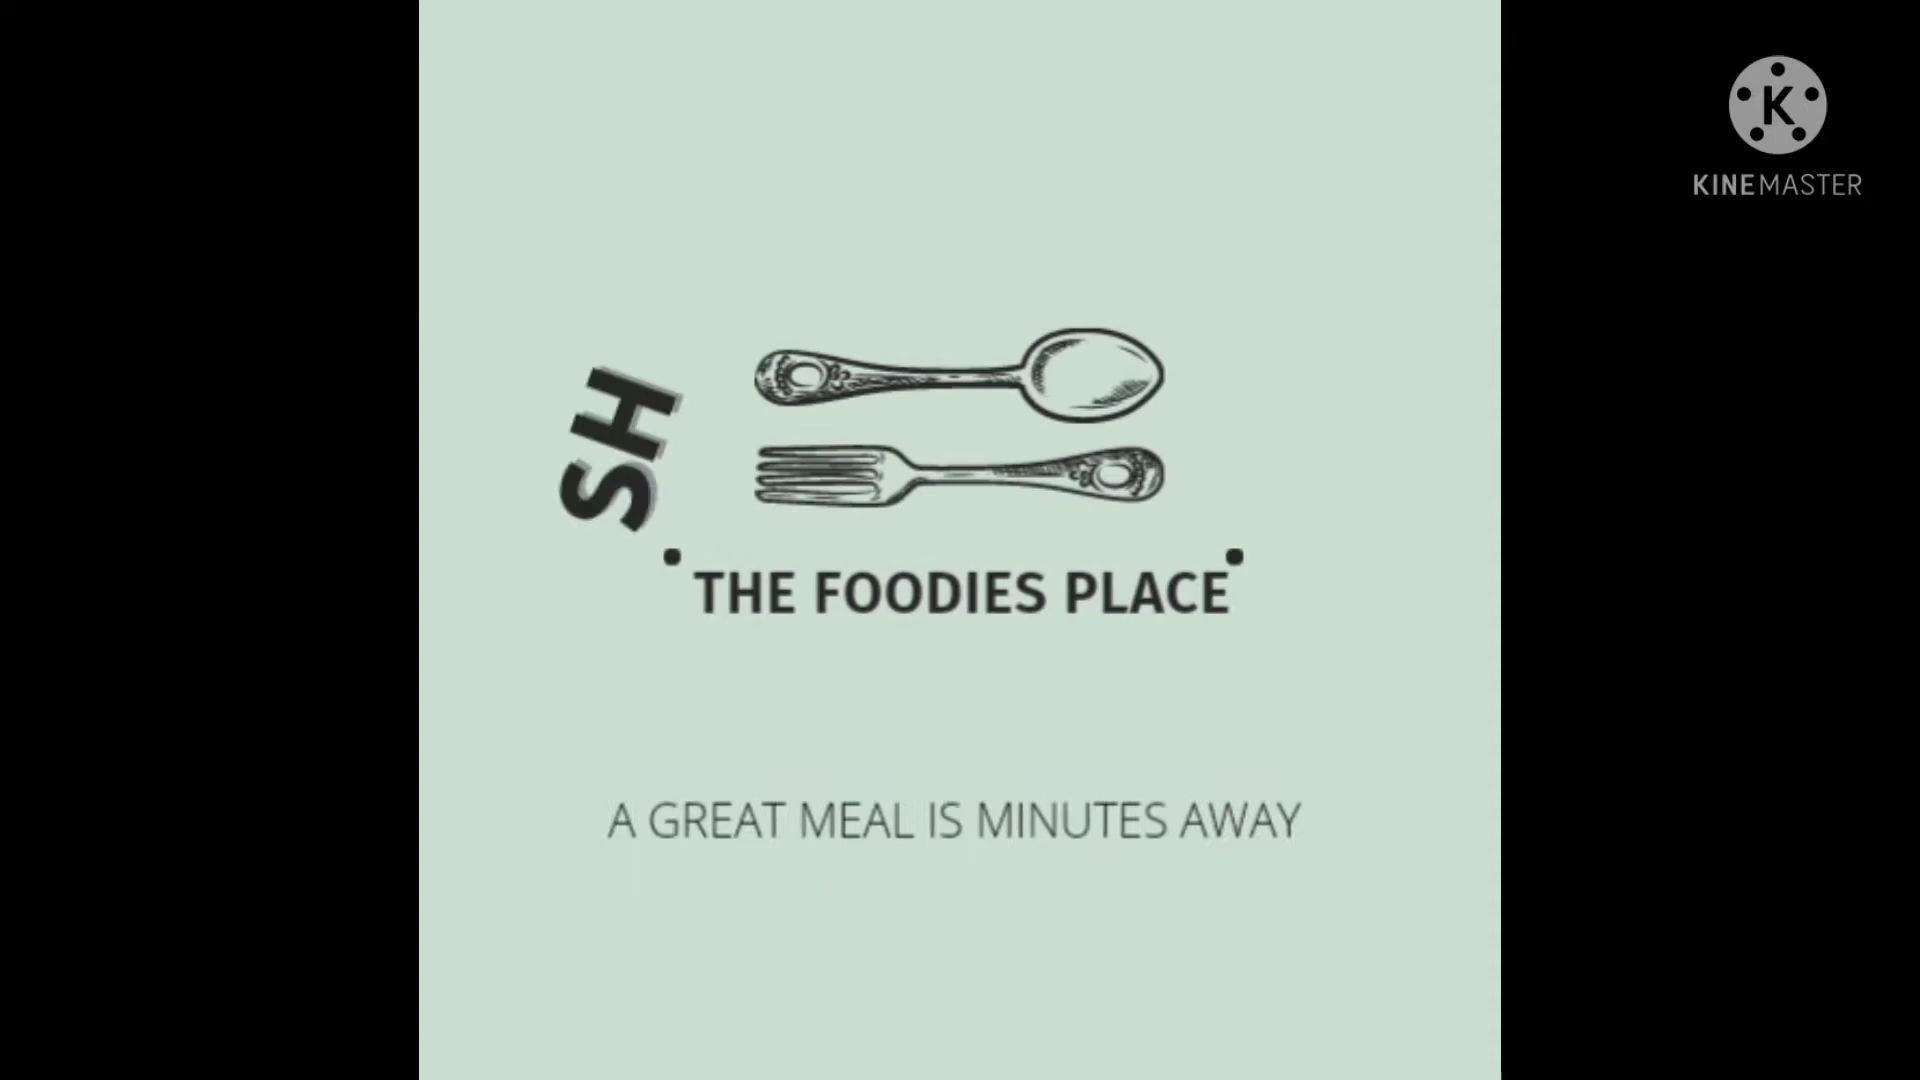 K
KINEMASTER
SH
THE FOODIES PLACE
A GREAT MEAL IS MINUTES AWAY